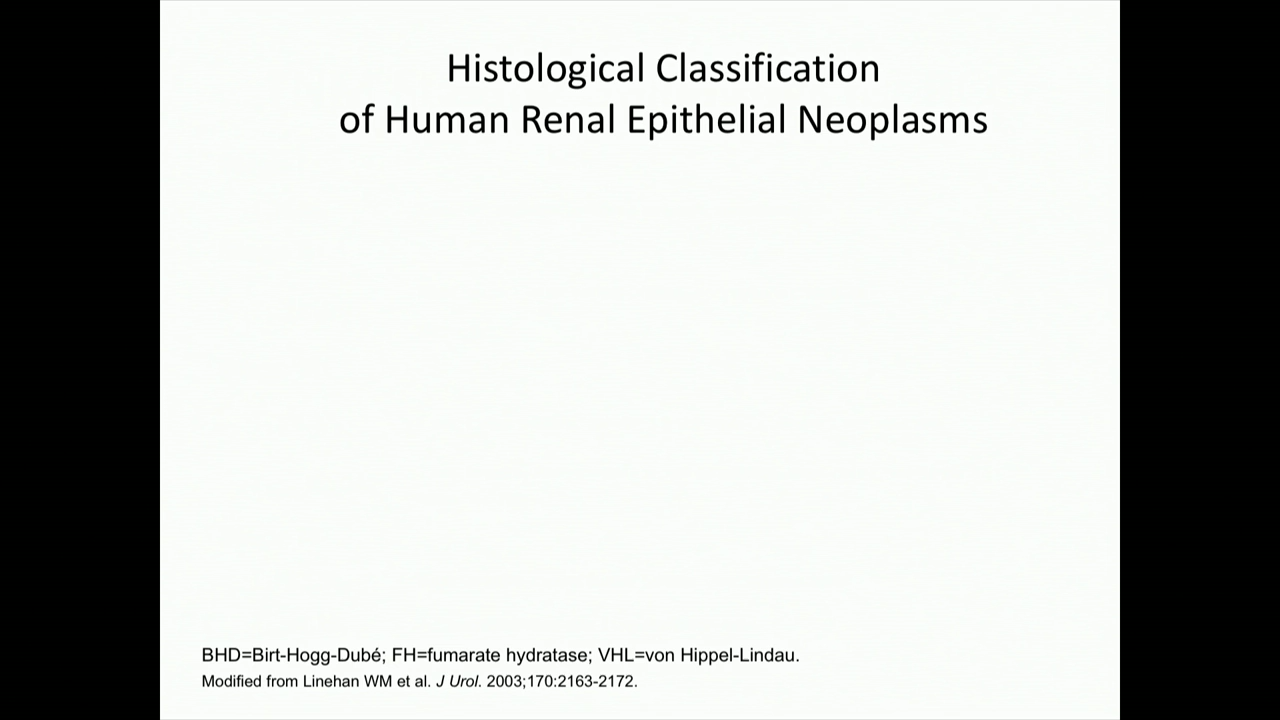 Histological Classification
of Human Renal Epithelial Neoplasms
BHD=Birt-Hogg-Dubé; FH=fumarate hydratase; VHL=von Hippel-Lindau.
Modified from Linehan WM et al. J Urol. 2003;170:2163-2172.